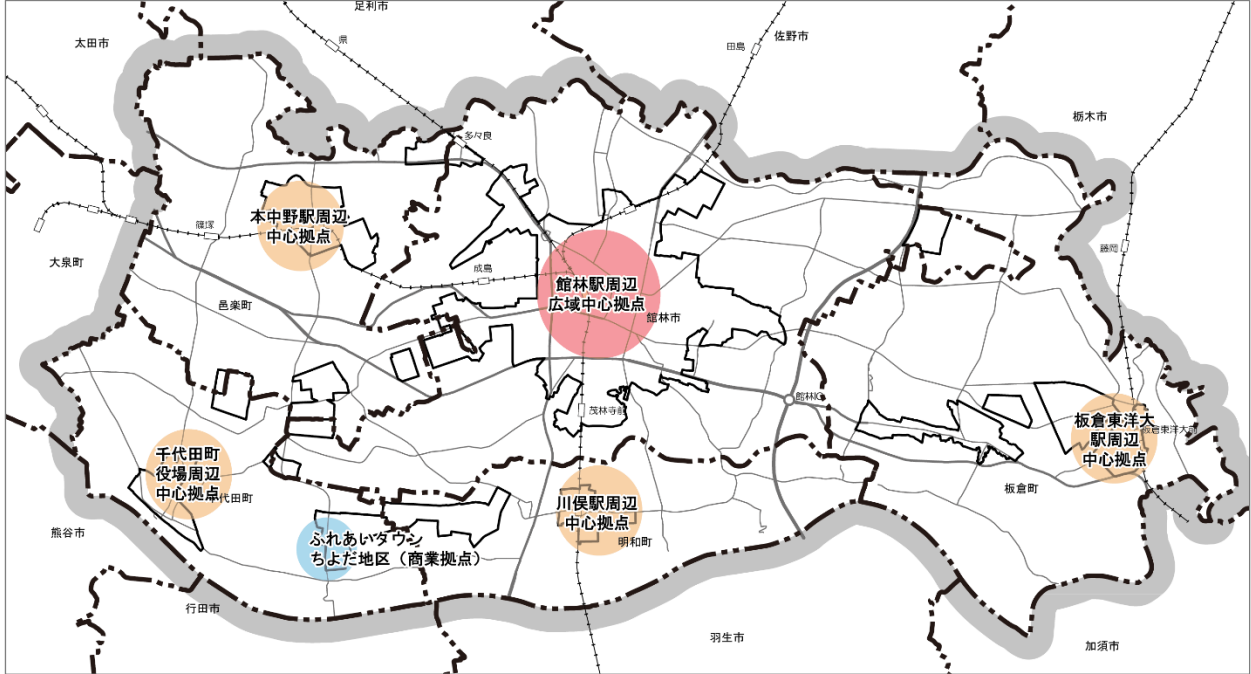 足利市
太田市
県
田島
佐野市
栃木市
多々良
本中野駅周辺
中心拠点
篠塚
藤岡
大泉町
成島
館林駅周辺
広域中心拠点
館林市
邑楽町
館林IC
茂林寺前
板倉東洋大
駅周辺
中心拠点
板倉東洋大前
千代田町
役場周辺
中心拠点
千代田町
川俣駅周辺
中心拠点
板倉町
熊谷市
ふれあいタウン
ちよだ地区（商業拠点）
明和町
行田市
羽生市
加須市